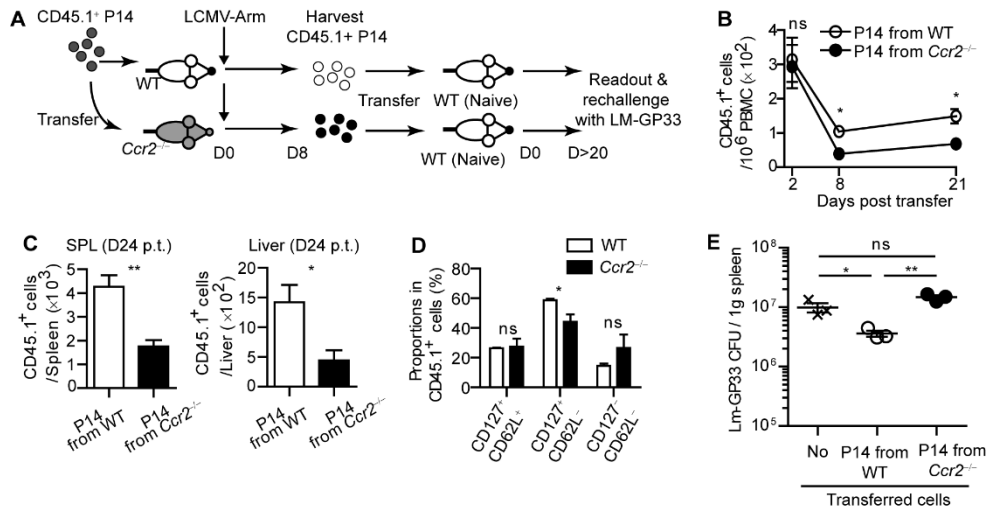 A
CD45.1⁺ P14
LCMV-Arm
Harvest
CD45.1+ P14
WT
Transfer
WT (Naive)
Readout &
rechallenge
with LM-GP33
Transfer
Ccr2⁻/⁻
D0
D8
WT (Naive)
D0
D>20
B
ns
P14 from WT
P14 from Ccr2⁻/⁻
CD45.1⁺ cells
/10⁶ PBMC (× 10²)
4
3
2
1
0
*
*
2
8
21
Days post transfer
C
SPL (D24 p.t.)
CD45.1⁺ cells
/Spleen (×10³)
5
4
3
2
1
0
**
P14
from WT
P14
from Ccr2⁻/⁻
Liver (D24 p.t.)
CD45.1⁺ cells
/Liver (×10²)
20
15
10
5
0
*
P14
from WT
P14
from Ccr2⁻/⁻
D
WT
Ccr2⁻/⁻
Proportions in
CD45.1⁺ cells (%)
80
60
40
20
0
ns
*
ns
CD127⁺
CD62L⁺
CD127⁺
CD62L⁻
CD127⁻
CD62L⁻
E
Lm-GP33 CFU / 1g spleen
10⁸
10⁷
10⁶
10⁵
ns
*
**
No
P14 from
WT
P14 from
Ccr2⁻/⁻
Transferred cells